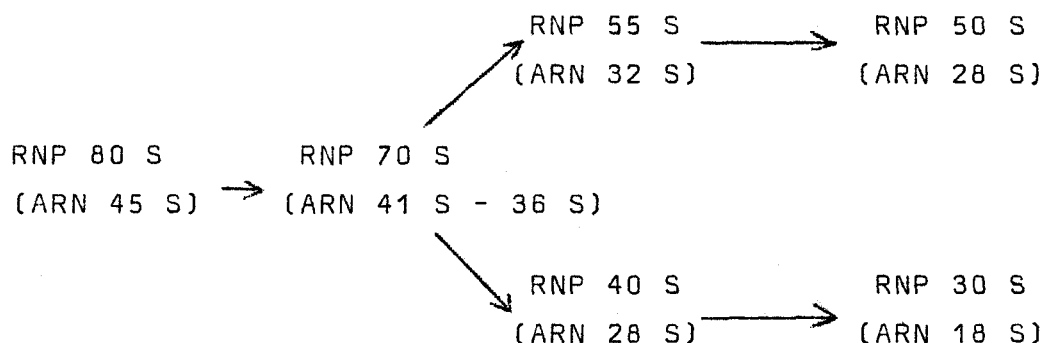 RNP 55 S
(ARN 32 S)
RNP 50 S
(ARN 28 S)
RNP 80 S
(ARN 45 S)
RNP 70 S
(ARN 41 S - 36 S)
RNP 40 S
(ARN 28 S)
RNP 30 S
(ARN 18 S)